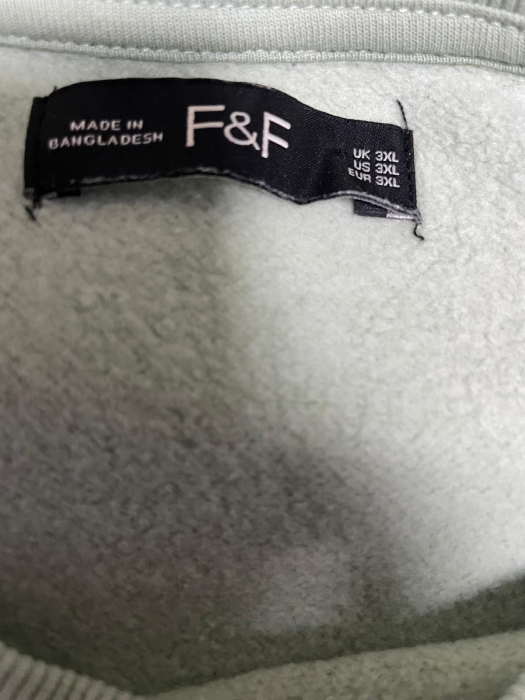 MADE IN
BANGLADESH
F&F
UK 3XL
US 3XL
EUR 3XL